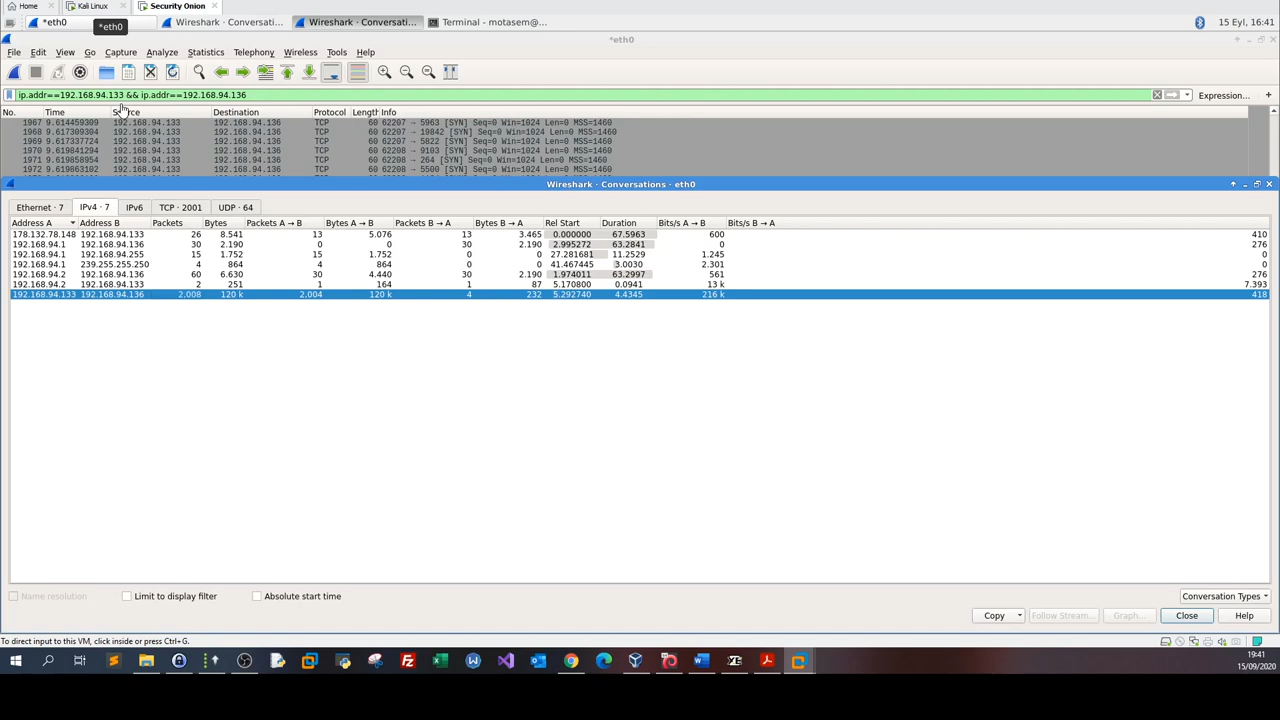 Home Kali Linux Security Onion
*eth0 Wireshark · Conversati... Wireshark · Conversati... Terminal - motasem@... 15 Eyl, 16:41
*eth0
*eth0
File Edit View Go Capture Analyze Statistics Telephony Wireless Tools Help
ip.addr==192.168.94.133 && ip.addr==192.168.94.136 Expression... +
No. Time Source Destination Protocol Length Info
1967 9.614459309 192.168.94.133 192.168.94.136 TCP 60 62207 → 5963 [SYN] Seq=0 Win=1024 Len=0 MSS=1460
1968 9.617309304 192.168.94.133 192.168.94.136 TCP 60 62207 → 19842 [SYN] Seq=0 Win=1024 Len=0 MSS=1460
1969 9.617337724 192.168.94.133 192.168.94.136 TCP 60 62207 → 5822 [SYN] Seq=0 Win=1024 Len=0 MSS=1460
1970 9.619841294 192.168.94.133 192.168.94.136 TCP 60 62208 → 9103 [SYN] Seq=0 Win=1024 Len=0 MSS=1460
1971 9.619858954 192.168.94.133 192.168.94.136 TCP 60 62208 → 264 [SYN] Seq=0 Win=1024 Len=0 MSS=1460
1972 9.619863102 192.168.94.133 192.168.94.136 TCP 60 62208 → 5500 [SYN] Seq=0 Win=1024 Len=0 MSS=1460
Wireshark · Conversations · eth0
Ethernet · 7 IPv4 · 7 IPv6 TCP · 2001 UDP · 64
Address A Address B Packets Bytes Packets A → B Bytes A → B Packets B → A Bytes B → A Rel Start Duration Bits/s A → B Bits/s B → A
178.132.78.148 192.168.94.133 26 8.541 13 5.076 13 3.465 0.000000 67.5963 600 410
192.168.94.1 192.168.94.136 30 2.190 0 0 30 2.190 2.995272 63.2841 0 276
192.168.94.1 192.168.94.255 15 1.752 15 1.752 0 0 27.281681 11.2529 1.245 0
192.168.94.1 239.255.255.250 4 864 4 864 0 0 41.467445 3.0030 2.301 0
192.168.94.2 192.168.94.136 60 6.630 30 4.440 30 2.190 1.974011 63.2997 561 276
192.168.94.2 192.168.94.133 2 251 1 164 1 87 5.170800 0.0941 13 k 7.393
192.168.94.133 192.168.94.136 2,008 120 k 2,004 120 k 4 232 5.292740 4.4345 216 k 418
Name resolution Limit to display filter Absolute start time Conversation Types
Copy Follow Stream... Graph... Close Help
To direct input to this VM, click inside or press Ctrl+G.
19:41
15/09/2020